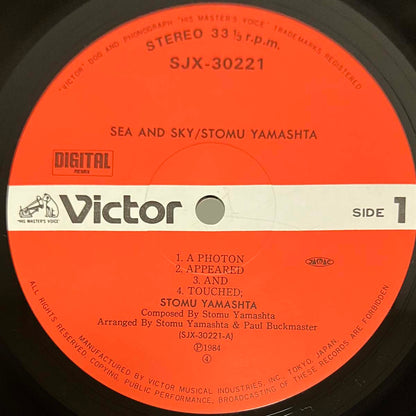 "VICTOR" DOG AND PHONOGRAPH "HIS MASTER'S VOICE" TRADEMARKS REGISTERED
STEREO 33 1/3 r.p.m.
SJX-30221
SEA AND SKY/STOMU YAMASHTA
DIGITAL
REMIX
Victor
"HIS MASTER'S VOICE"
SIDE 1
1. A PHOTON
2. APPEARED
3. AND
4. TOUCHED;
STOMU YAMASHTA
Composed By Stomu Yamashta
Arranged By Stomu Yamashta & Paul Buckmaster
(SJX-30221-A)
Ⓟ1984
④
MANUFACTURED BY VICTOR MUSICAL INDUSTRIES, INC. TOKYO, JAPAN.
ALL RIGHTS RESERVED. COPYING, PUBLIC PERFORMANCE, BROADCASTING OF THESE RECORDS ARE FORBIDDEN